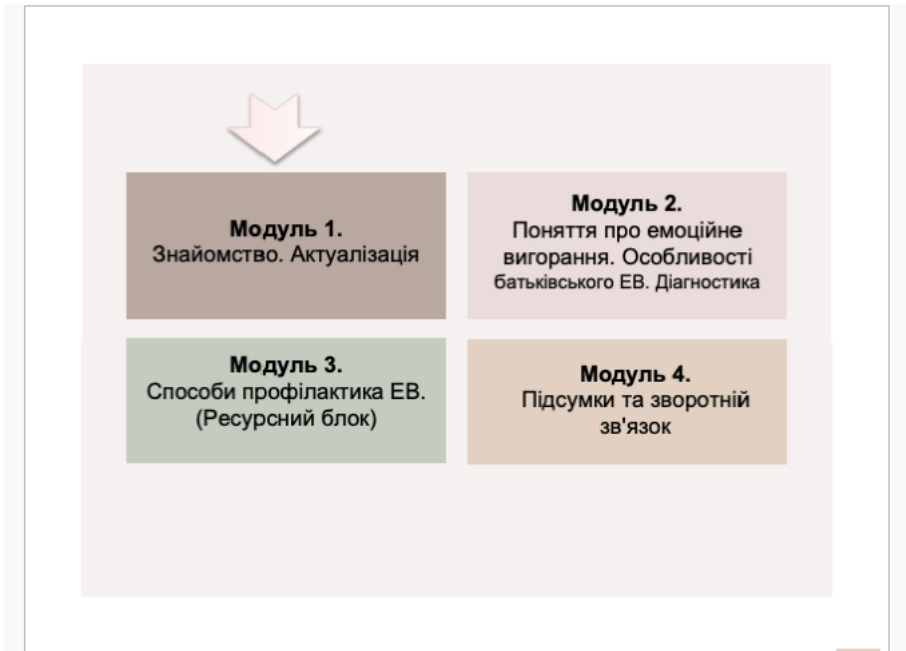 Модуль 1.
Знайомство. Актуалізація
Модуль 2.
Поняття про емоційне
вигорання. Особливості
батьківського ЕВ. Діагностика
Модуль 3.
Способи профілактика ЕВ.
(Ресурсний блок)
Модуль 4.
Підсумки та зворотній
зв'язок